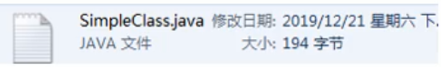 SimpleClass.java 修改日期: 2019/12/21 星期六 下.
JAVA 文件 大小: 194 字节